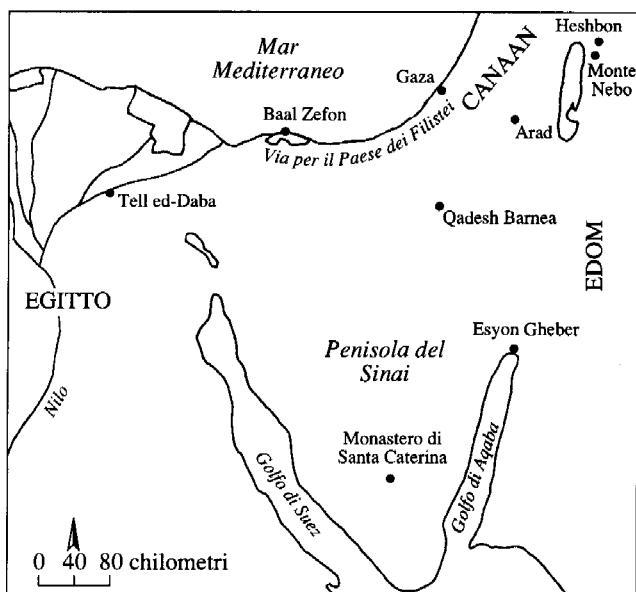 Mar
Mediterraneo
Heshbon
Monte
Nebo
CANAAN
Gaza
Baal Zefon
Via per il Paese dei Filistei
Arad
Tell ed-Daba
Qadesh Barnea
EDOM
EGITTO
Esyon Gheber
Penisola del
Sinai
Nilo
Monastero di
Santa Caterina
Golfo di Suez
Golfo di Aqaba
0 40 80 chilometri